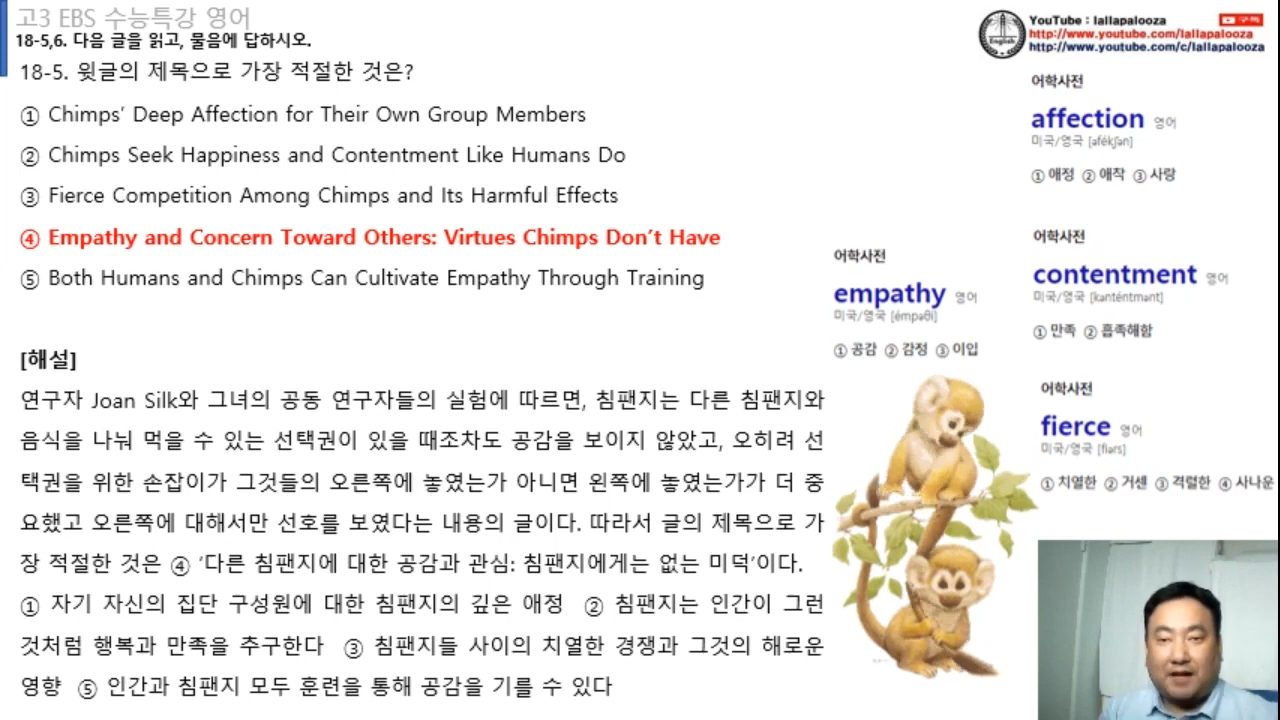 고3 EBS 수능특강 영어
18-5,6. 다음 글을 읽고, 물음에 답하시오.
18-5. 윗글의 제목으로 가장 적절한 것은?
① Chimps' Deep Affection for Their Own Group Members
② Chimps Seek Happiness and Contentment Like Humans Do
③ Fierce Competition Among Chimps and Its Harmful Effects
④ Empathy and Concern Toward Others: Virtues Chimps Don't Have
⑤ Both Humans and Chimps Can Cultivate Empathy Through Training
[해설]
연구자 Joan Silk와 그녀의 공동 연구자들의 실험에 따르면, 침팬지는 다른 침팬지와
음식을 나눠 먹을 수 있는 선택권이 있을 때조차도 공감을 보이지 않았고, 오히려 선
택권을 위한 손잡이가 그것들의 오른쪽에 놓였는가 아니면 왼쪽에 놓였는가가 더 중
요했고 오른쪽에 대해서만 선호를 보였다는 내용의 글이다. 따라서 글의 제목으로 가
장 적절한 것은 ④ '다른 침팬지에 대한 공감과 관심: 침팬지에게는 없는 미덕'이다.
① 자기 자신의 집단 구성원에 대한 침팬지의 깊은 애정 ② 침팬지는 인간이 그런
것처럼 행복과 만족을 추구한다 ③ 침팬지들 사이의 치열한 경쟁과 그것의 해로운
영향 ⑤ 인간과 침팬지 모두 훈련을 통해 공감을 기를 수 있다
English
YouTube : lallapalooza
구독
http://www.youtube.com/lallapalooza
http://www.youtube.com/c/lallapalooza
어학사전
affection 영어
미국/영국 [əfékʃən]
① 애정 ② 애착 ③ 사랑
어학사전
empathy 영어
미국/영국 [émpəθi]
① 공감 ② 감정 ③ 이입
어학사전
contentment 영어
미국/영국 [kənténtmənt]
① 만족 ② 흡족해함
어학사전
fierce 영어
미국/영국 [fiərs]
① 치열한 ② 거센 ③ 격렬한 ④ 사나운